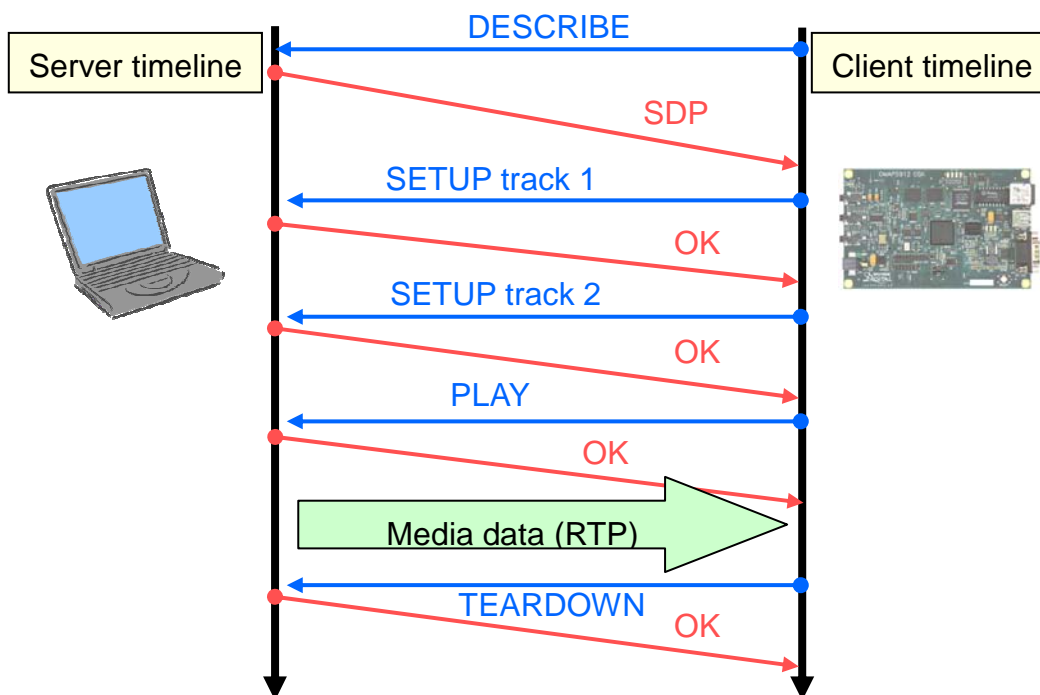 DESCRIBE
Server timeline
Client timeline
SDP
SETUP track 1
OK
SETUP track 2
OK
PLAY
OK
Media data (RTP)
TEARDOWN
OK